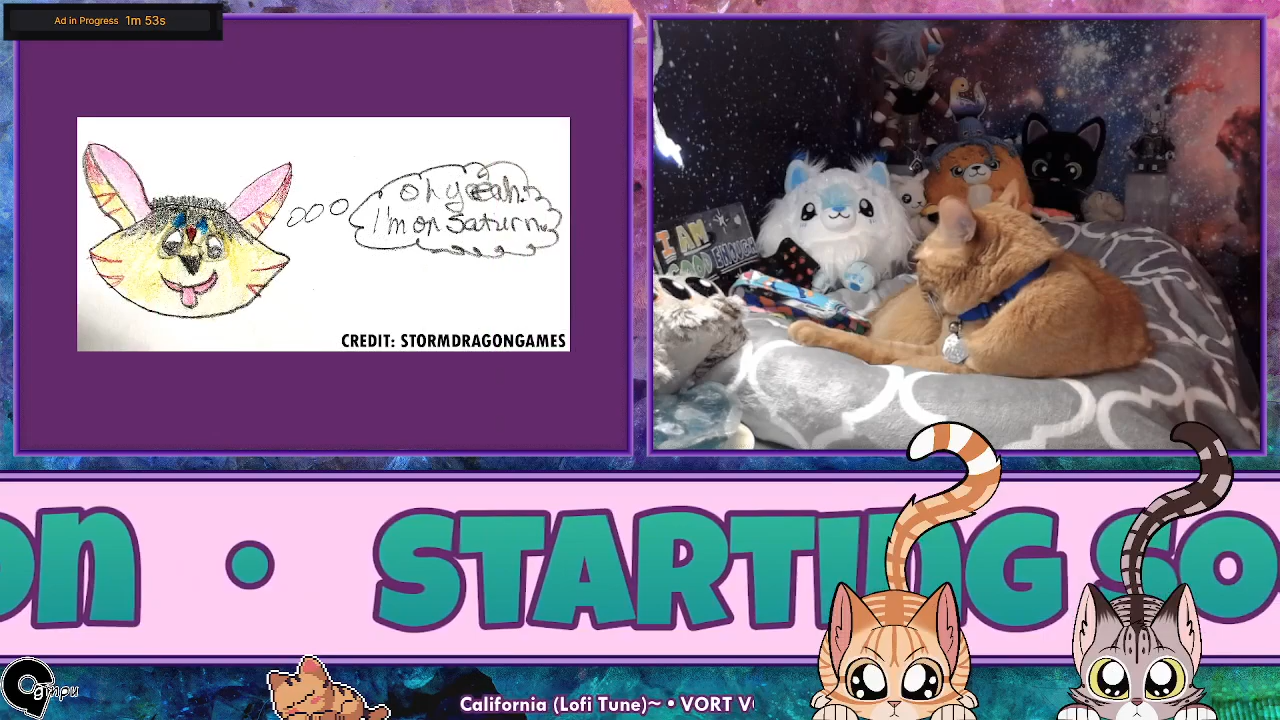 Ad in Progress 1m 53s
oh yeah.
I'm on Saturn.
CREDIT: STORMDRAGONGAMES
I AM
GOOD ENOUGH
on • STARTING SO
California (Lofi Tune)~ • VORT V